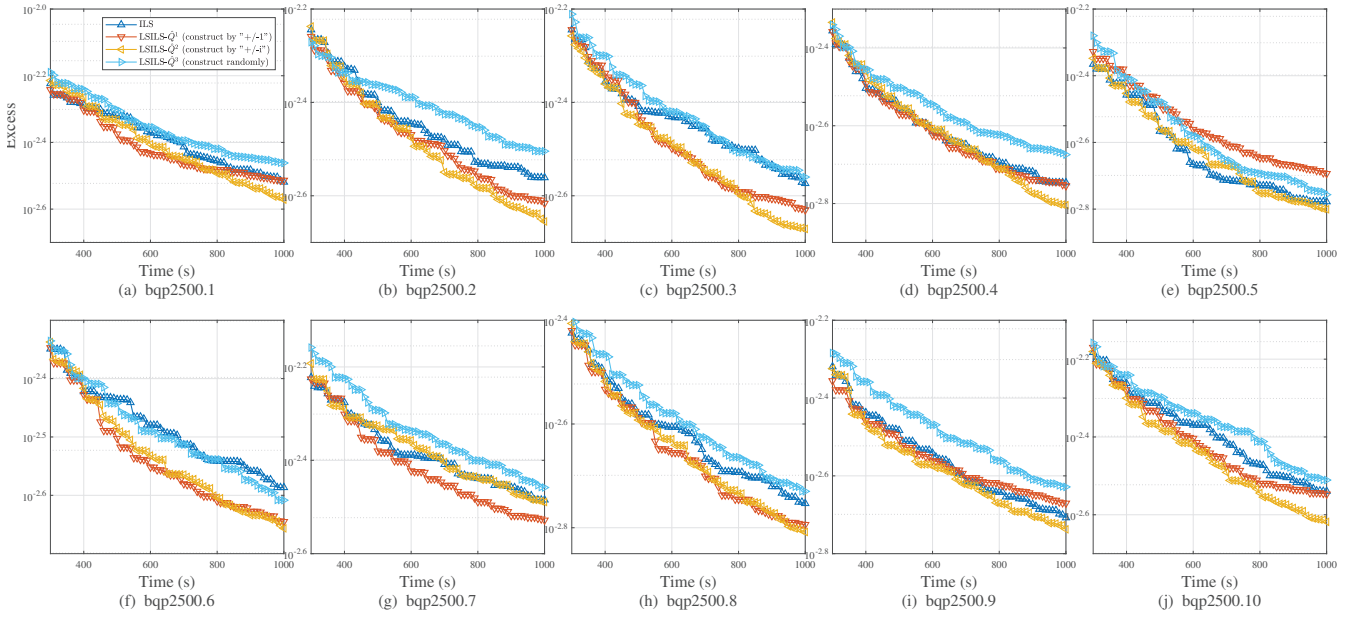 10^-2.0
10^-2.2
10^-2.4
10^-2.6
Excess
ILS
LSILS-Q̂¹ (construct by "+/-1")
LSILS-Q̂² (construct by "+/-i")
LSILS-Q̂³ (construct randomly)
400 600 800 1000
Time (s)
(a) bqp2500.1
10^-2.2
10^-2.4
10^-2.6
400 600 800 1000
Time (s)
(b) bqp2500.2
10^-2.2
10^-2.4
10^-2.6
400 600 800 1000
Time (s)
(c) bqp2500.3
10^-2.4
10^-2.6
10^-2.8
400 600 800 1000
Time (s)
(d) bqp2500.4
10^-2.2
10^-2.4
10^-2.6
10^-2.8
400 600 800 1000
Time (s)
(e) bqp2500.5
10^-2.4
10^-2.5
10^-2.6
400 600 800 1000
Time (s)
(f) bqp2500.6
10^-2.2
10^-2.4
10^-2.6
400 600 800 1000
Time (s)
(g) bqp2500.7
10^-2.4
10^-2.6
10^-2.8
400 600 800 1000
Time (s)
(h) bqp2500.8
10^-2.2
10^-2.4
10^-2.6
10^-2.8
400 600 800 1000
Time (s)
(i) bqp2500.9
10^-2.2
10^-2.4
10^-2.6
400 600 800 1000
Time (s)
(j) bqp2500.10